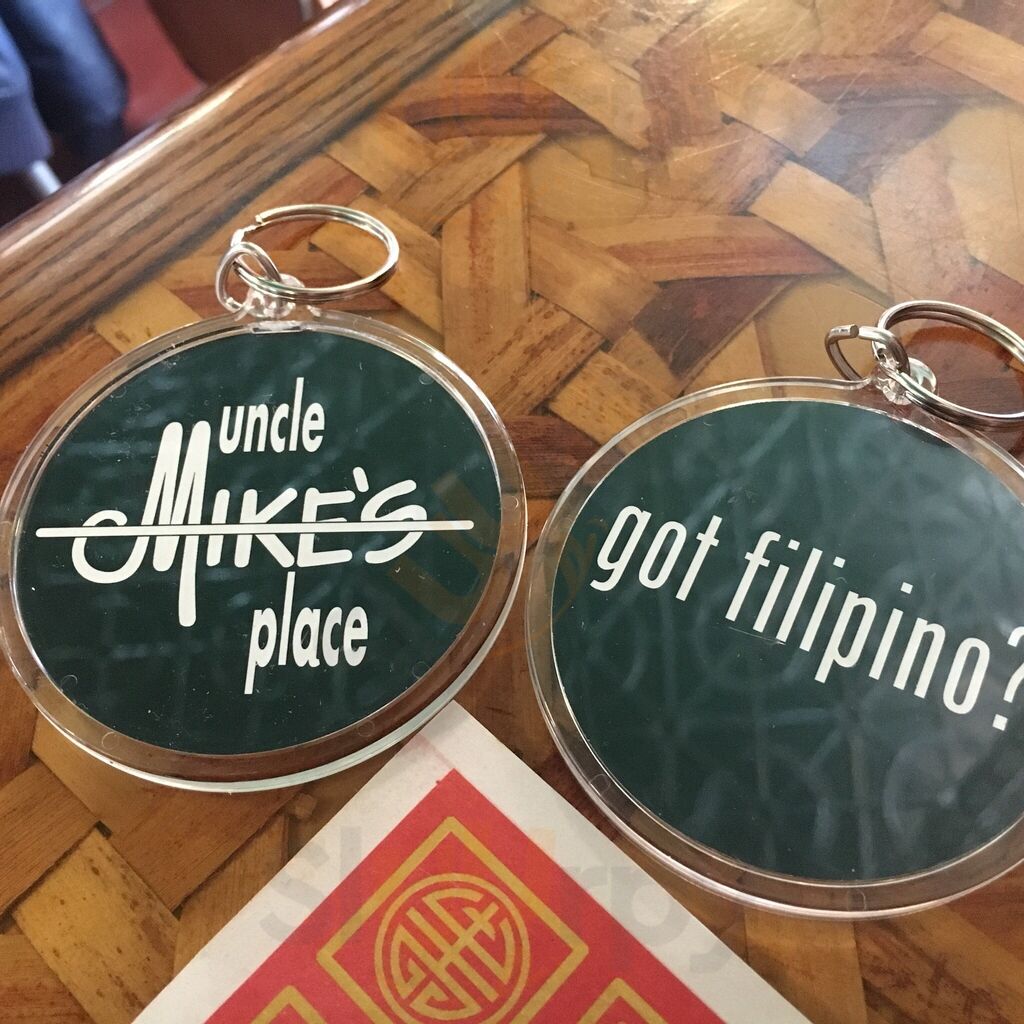 uncle
MIKE'S
place
got filipino?